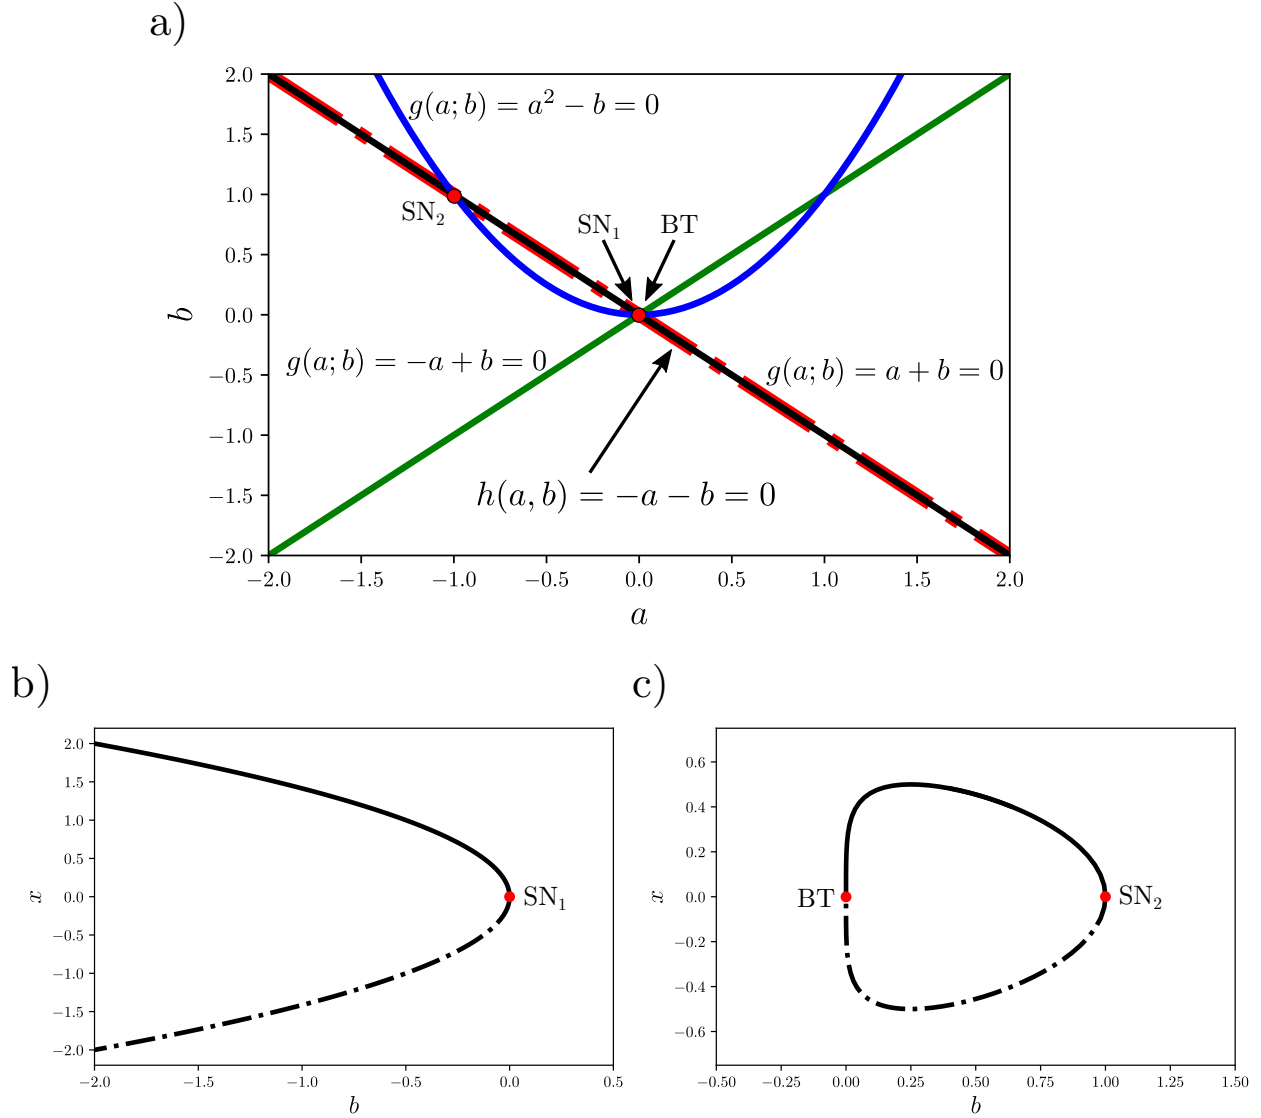 a)
2.0
1.5
1.0
0.5
0.0
−0.5
−1.0
−1.5
−2.0
b
g(a; b) = a² − b = 0
SN₂
SN₁
BT
g(a; b) = −a + b = 0
g(a; b) = a + b = 0
h(a, b) = −a − b = 0
−2.0 −1.5 −1.0 −0.5 0.0 0.5 1.0 1.5 2.0
a
b)
2.0
1.5
1.0
0.5
0.0
−0.5
−1.0
−1.5
−2.0
x
SN₁
−2.0 −1.5 −1.0 −0.5 0.0 0.5
b
c)
0.6
0.4
0.2
0.0
−0.2
−0.4
−0.6
x
BT
SN₂
−0.50 −0.25 0.00 0.25 0.50 0.75 1.00 1.25 1.50
b